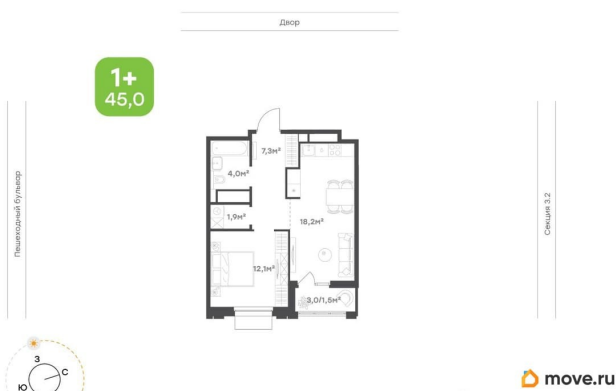 Двор
1+
45,0
7,3м²
4,0м²
1,9м²
18,2м²
12,1м²
3,0/1,5м²
Пешеходный бульвар
Секция 3.2
З
С
Ю
move.ru